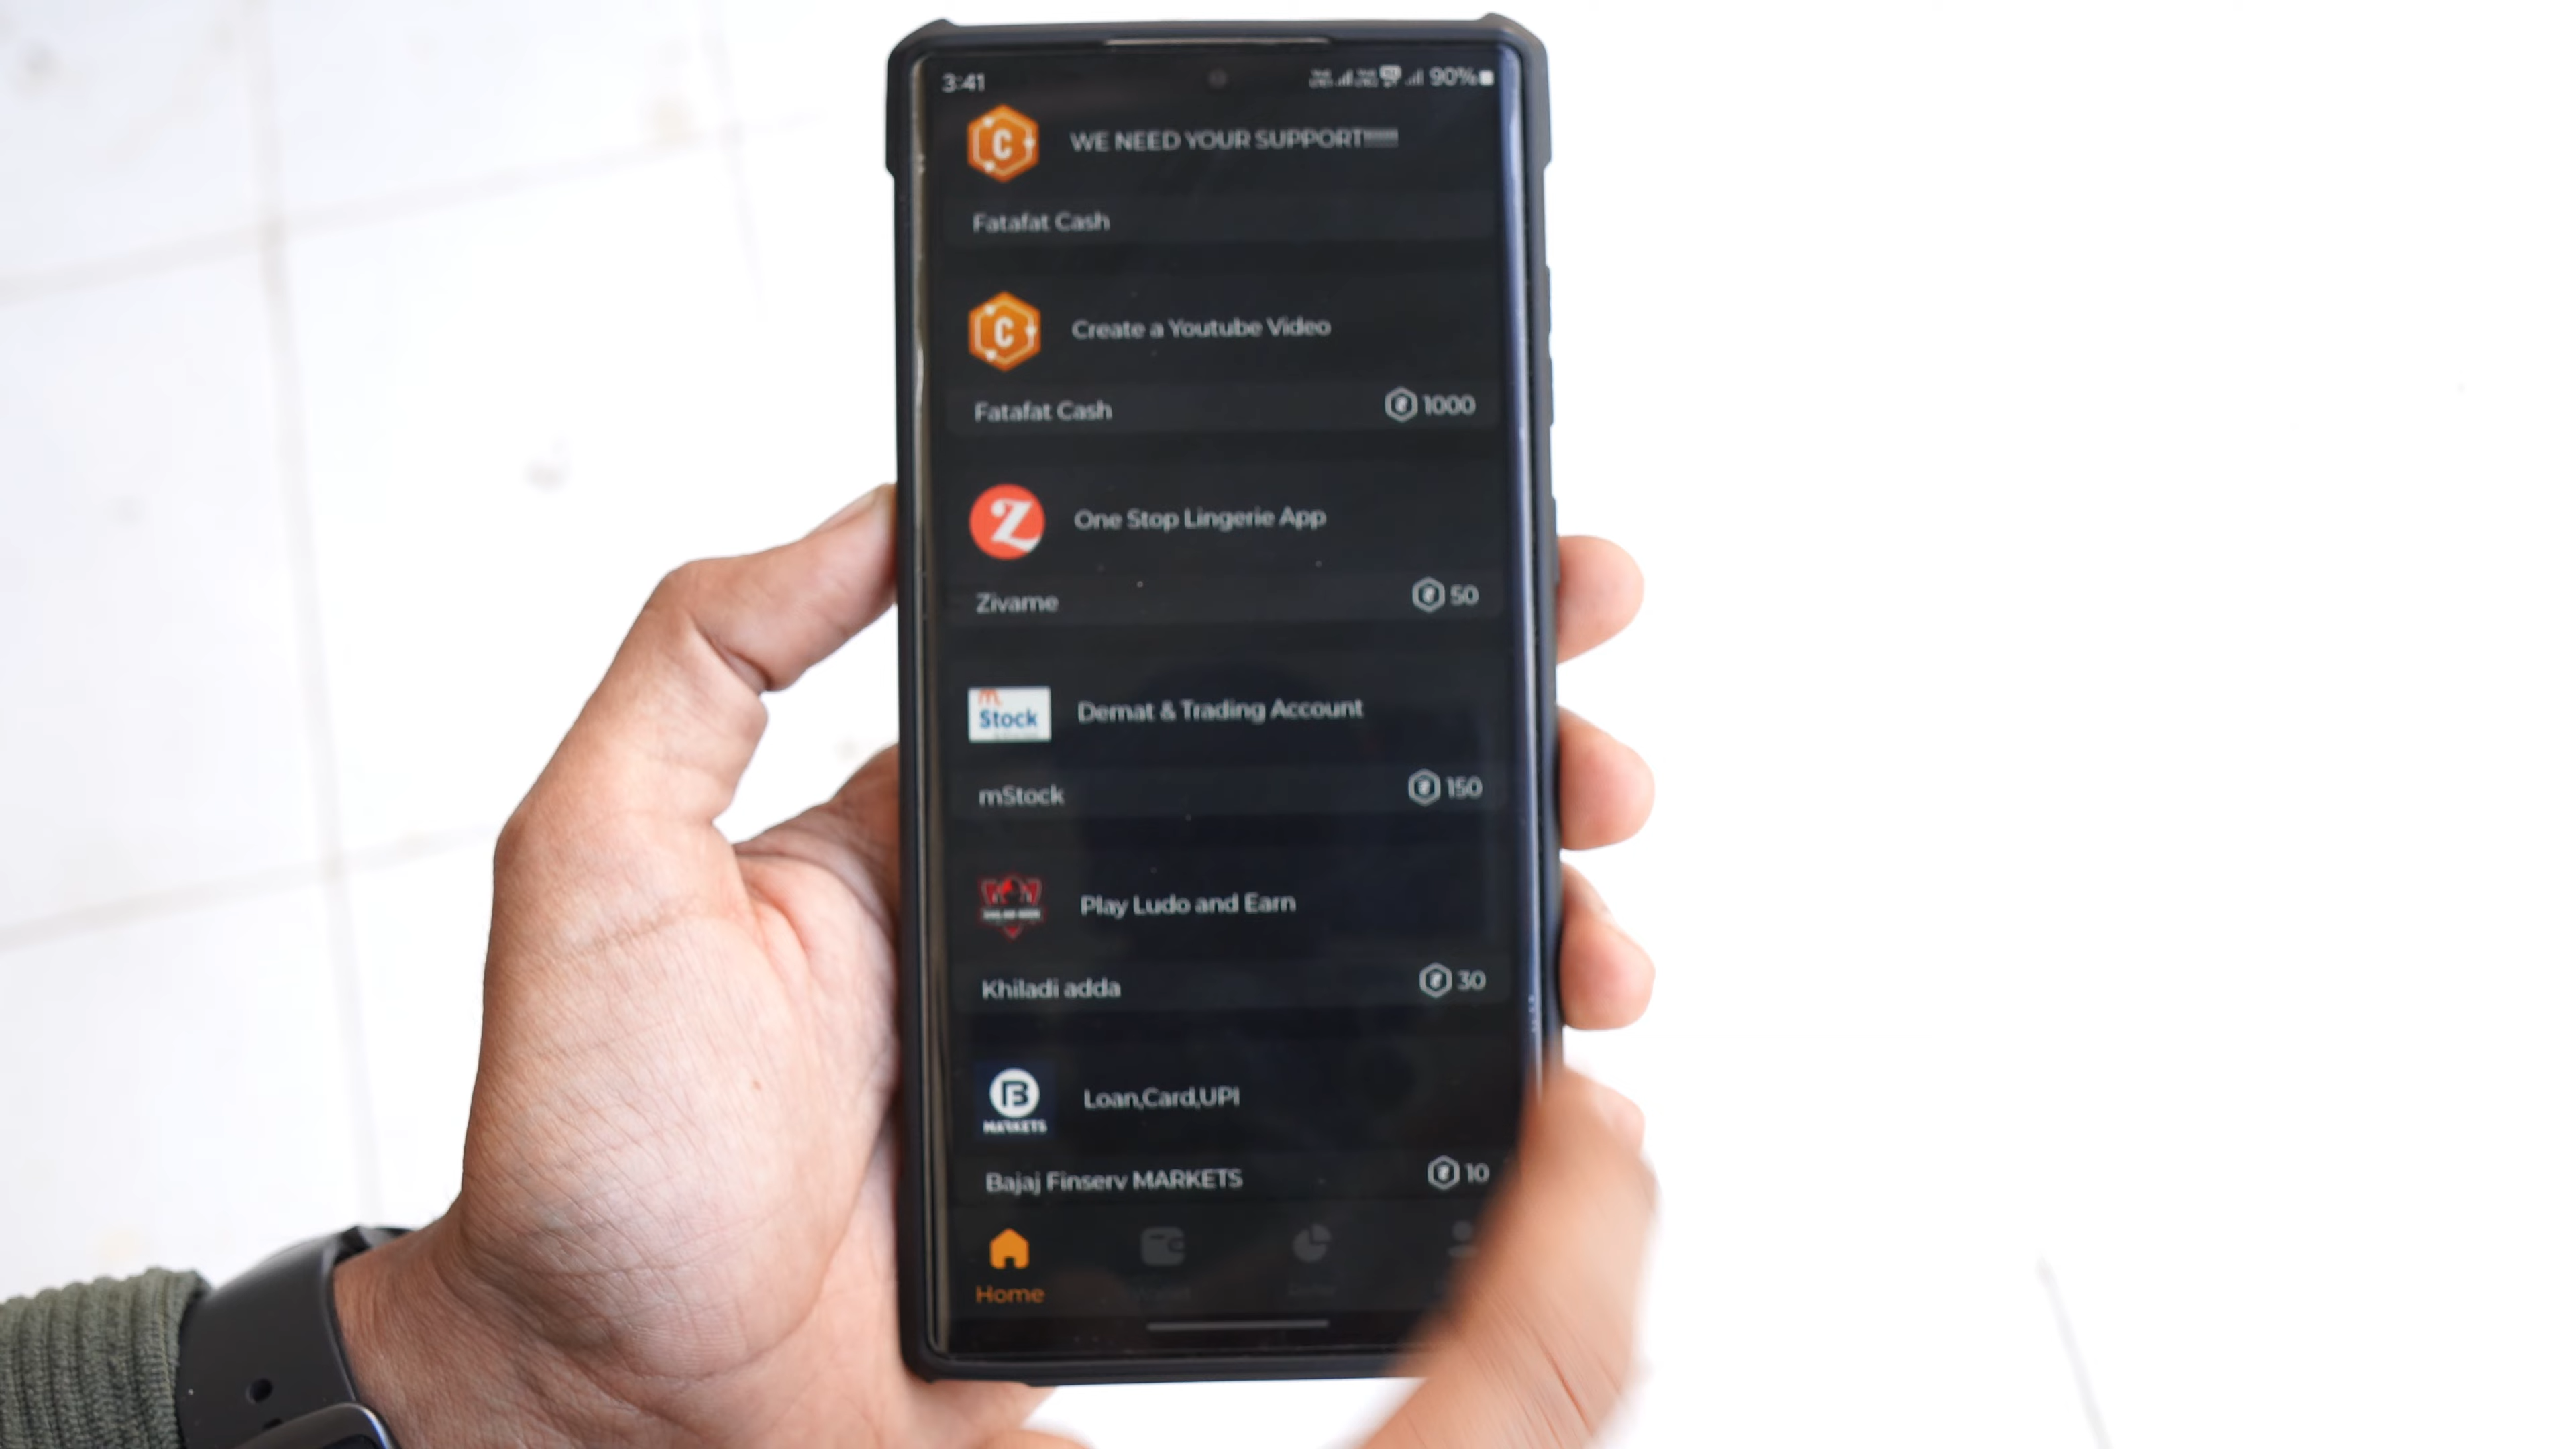 3:41
90%
C
WE NEED YOUR SUPPORT!!!!!!
Fatafat Cash
C
Create a Youtube Video
Fatafat Cash
1000
Z
One Stop Lingerie App
Zivame
50
m
Stock
Demat & Trading Account
mStock
150
Play Ludo and Earn
Khiladi adda
30
B
MARKETS
Loan,Card,UPI
Bajaj Finserv MARKETS
10
Home